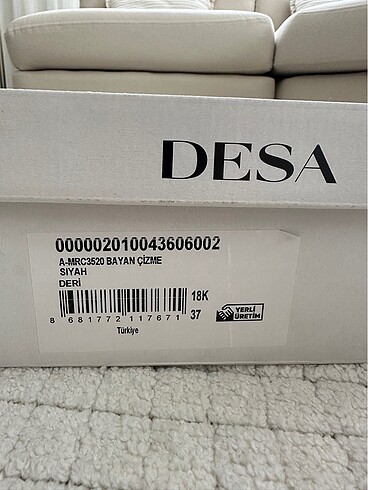 DESA
000002010043606002
A-MRC3520 BAYAN ÇİZME
SIYAH
DERİ
18K
8 681772 117671
37
YERLİ
ÜRETİM
Türkiye